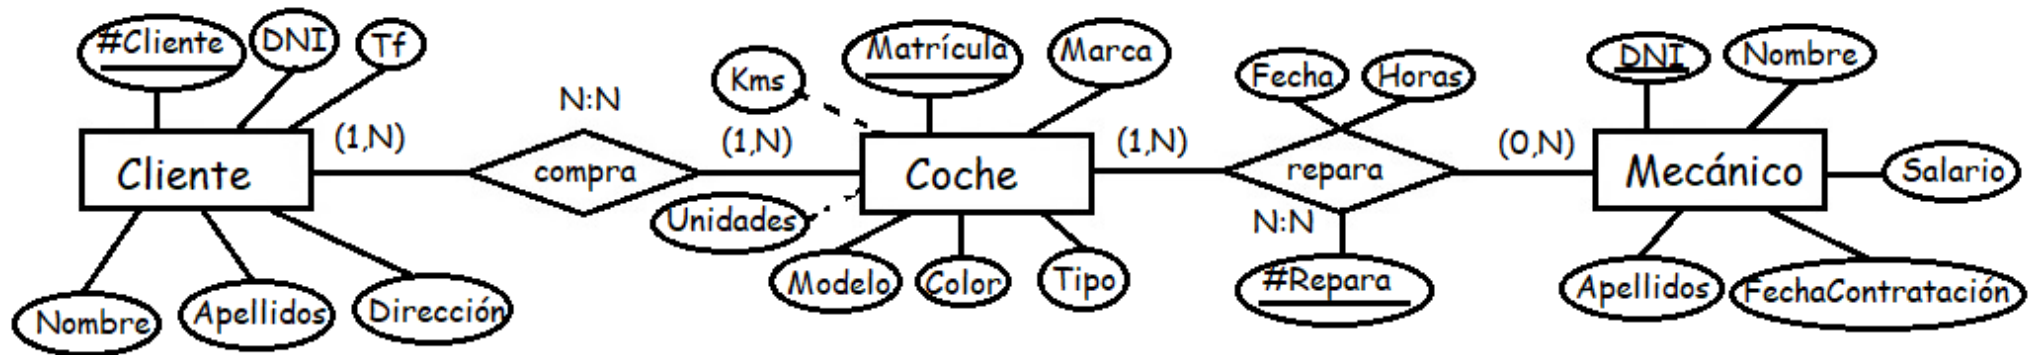 #Cliente
DNI
Tf
N:N
(1,N)
Cliente
compra
(1,N)
Nombre
Apellidos
Dirección
Kms
Matrícula
Marca
Coche
Unidades
Modelo
Color
Tipo
(1,N)
Fecha
Horas
repara
N:N
#Repara
(0,N)
DNI
Nombre
Mecánico
Salario
Apellidos
FechaContratación